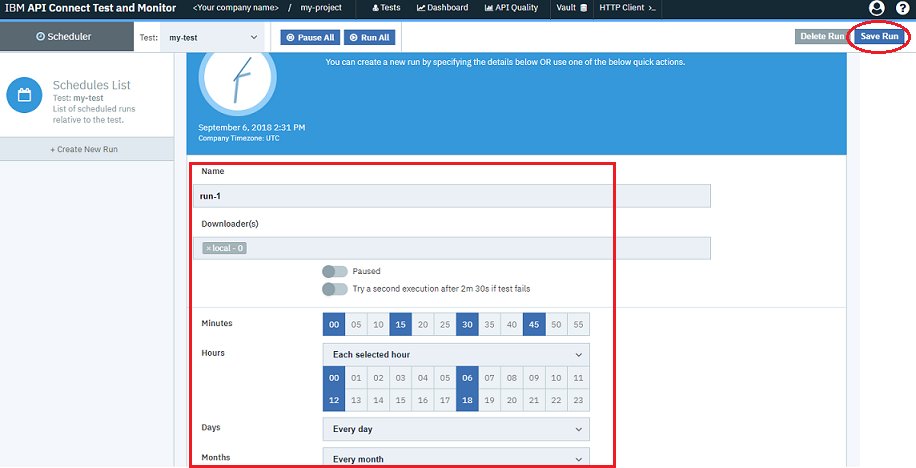 IBM API Connect Test and Monitor <Your company name> / my-project Tests Dashboard API Quality Vault HTTP Client >_ ?
Scheduler Test: my-test Pause All Run All Delete Run Save Run
You can create a new run by specifying the details below OR use one of the below quick actions.
Schedules List
Test: my-test
List of scheduled runs
relative to the test.
+ Create New Run
September 6, 2018 2:31 PM
Company Timezone: UTC
Name
run-1
Downloader(s)
× local - 0
Paused
Try a second execution after 2m 30s if test fails
Minutes 00 05 10 15 20 25 30 35 40 45 50 55
Hours Each selected hour
00 01 02 03 04 05 06 07 08 09 10 11
12 13 14 15 16 17 18 19 20 21 22 23
Days Every day
Months Every month